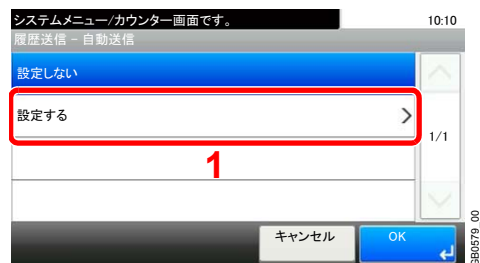 システムメニュー/カウンター画面です。 10:10
履歴送信 - 自動送信
設定しない
設定する >
1/1
1
キャンセル OK
GB0579_00